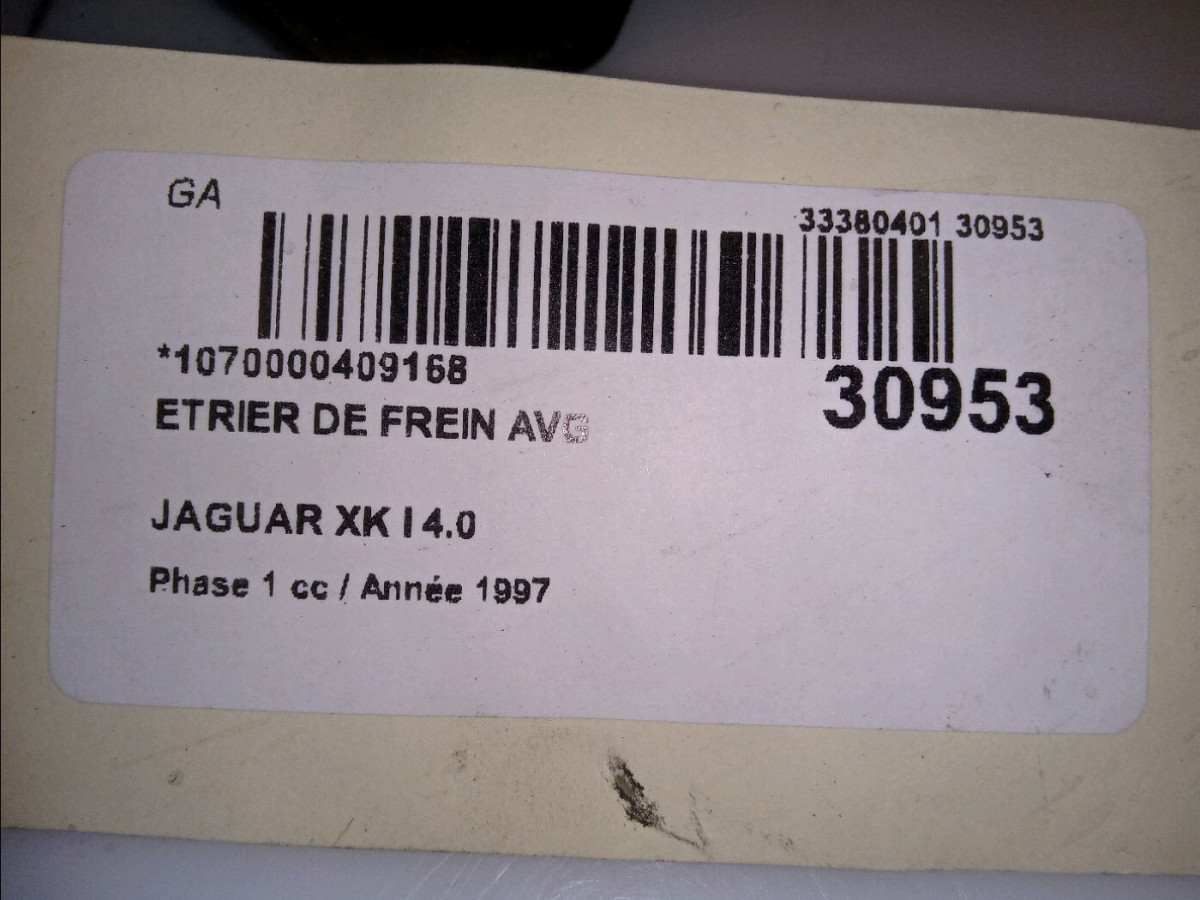 GA
33380401 30953
*1070000409168
30953
ETRIER DE FREIN AVG
JAGUAR XK I 4.0
Phase 1 cc / Année 1997